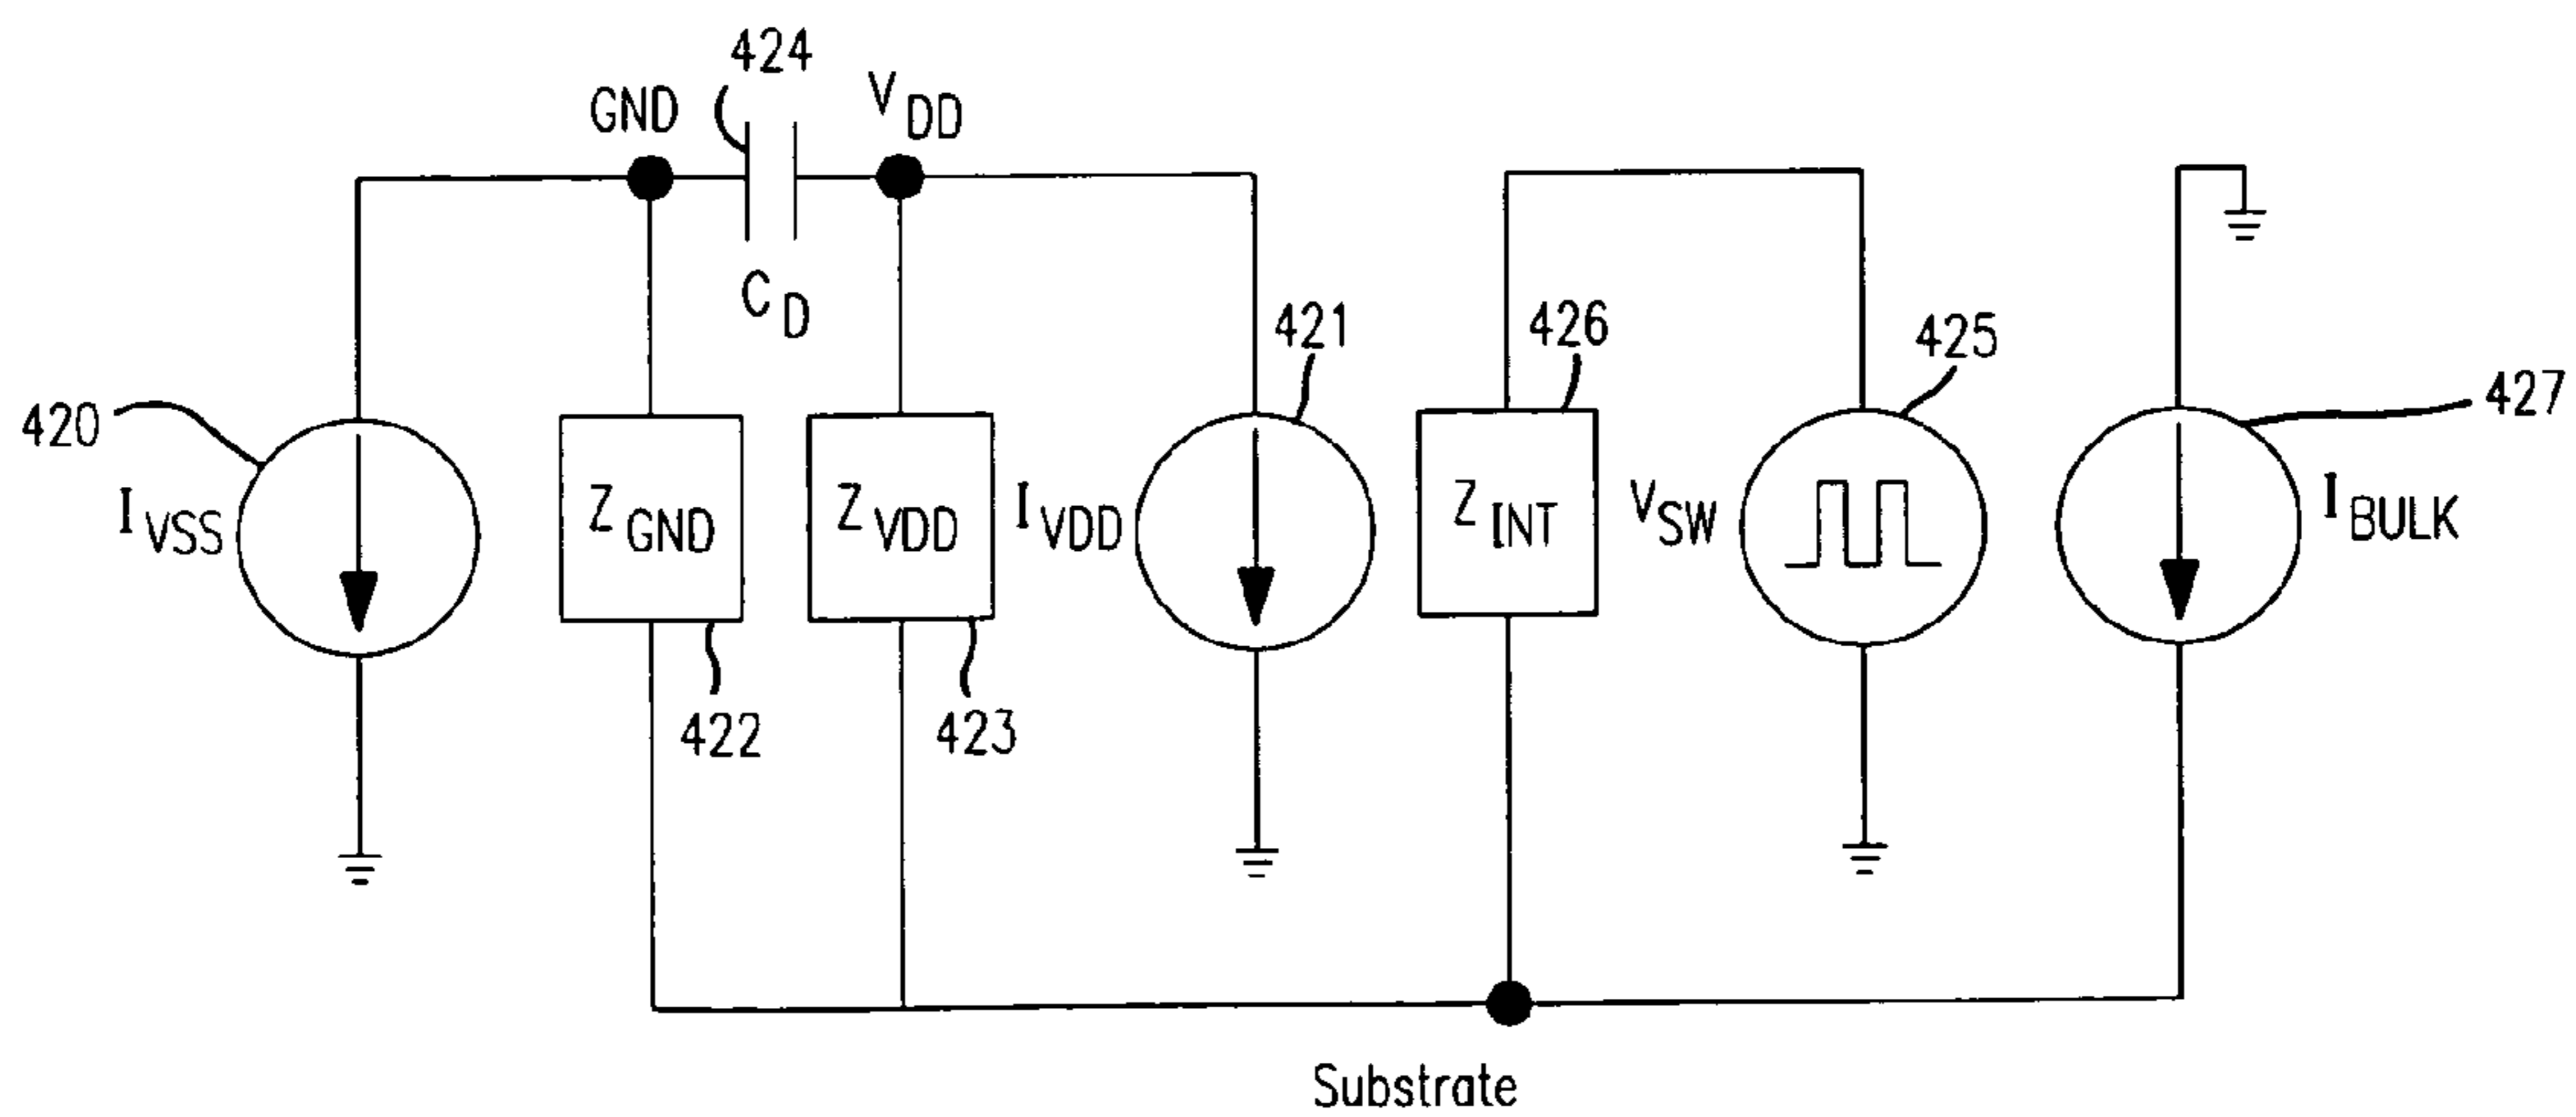 424
GND
V DD
C D
421
426
425
420
427
I VSS
Z GND
Z VDD
I VDD
Z INT
V SW
I BULK
422
423
Substrate